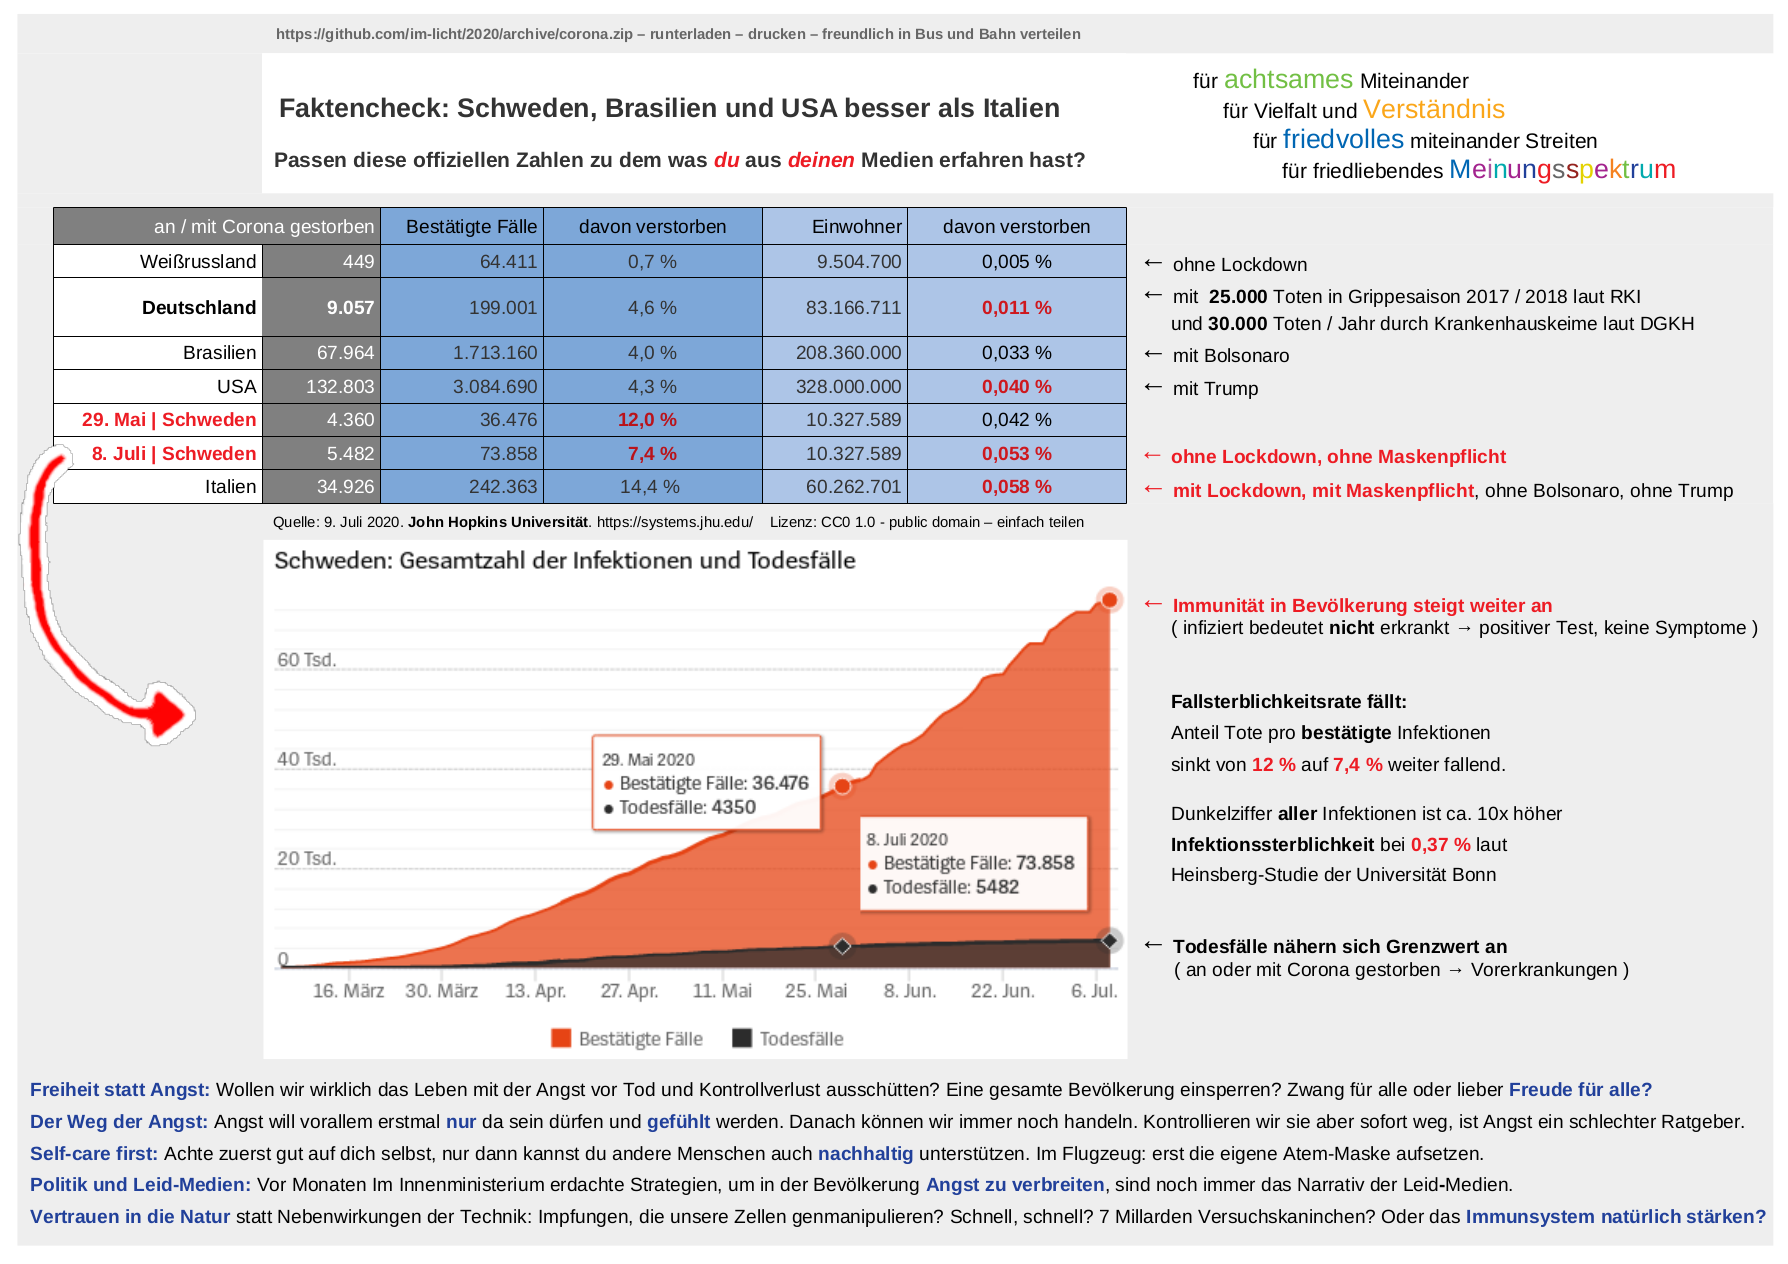 https://github.com/im-licht/2020/archive/corona.zip – runterladen – drucken – freundlich in Bus und Bahn verteilen
Faktencheck: Schweden, Brasilien und USA besser als Italien
Passen diese offiziellen Zahlen zu dem was du aus deinen Medien erfahren hast?
für achtsames Miteinander
für Vielfalt und Verständnis
für friedvolles miteinander Streiten
für friedliebendes Meinungsspektrum
an / mit Corona gestorben Bestätigte Fälle davon verstorben Einwohner davon verstorben
Weißrussland 449 64.411 0,7 % 9.504.700 0,005 % ← ohne Lockdown
Deutschland 9.057 199.001 4,6 % 83.166.711 0,011 % ← mit 25.000 Toten in Grippesaison 2017 / 2018 laut RKI
und 30.000 Toten / Jahr durch Krankenhauskeime laut DGKH
Brasilien 67.964 1.713.160 4,0 % 208.360.000 0,033 % ← mit Bolsonaro
USA 132.803 3.084.690 4,3 % 328.000.000 0,040 % ← mit Trump
29. Mai | Schweden 4.360 36.476 12,0 % 10.327.589 0,042 %
8. Juli | Schweden 5.482 73.858 7,4 % 10.327.589 0,053 % ← ohne Lockdown, ohne Maskenpflicht
Italien 34.926 242.363 14,4 % 60.262.701 0,058 % ← mit Lockdown, mit Maskenpflicht, ohne Bolsonaro, ohne Trump
Quelle: 9. Juli 2020. John Hopkins Universität. https://systems.jhu.edu/ Lizenz: CC0 1.0 - public domain – einfach teilen
Schweden: Gesamtzahl der Infektionen und Todesfälle
60 Tsd.
40 Tsd.
20 Tsd.
0
29. Mai 2020
Bestätigte Fälle: 36.476
Todesfälle: 4350
8. Juli 2020
Bestätigte Fälle: 73.858
Todesfälle: 5482
16. März 30. März 13. Apr. 27. Apr. 11. Mai 25. Mai 8. Jun. 22. Jun. 6. Jul.
Bestätigte Fälle Todesfälle
← Immunität in Bevölkerung steigt weiter an
( infiziert bedeutet nicht erkrankt → positiver Test, keine Symptome )
Fallsterblichkeitsrate fällt:
Anteil Tote pro bestätigte Infektionen
sinkt von 12 % auf 7,4 % weiter fallend.
Dunkelziffer aller Infektionen ist ca. 10x höher
Infektionssterblichkeit bei 0,37 % laut
Heinsberg-Studie der Universität Bonn
← Todesfälle nähern sich Grenzwert an
( an oder mit Corona gestorben → Vorerkrankungen )
Freiheit statt Angst: Wollen wir wirklich das Leben mit der Angst vor Tod und Kontrollverlust ausschütten? Eine gesamte Bevölkerung einsperren? Zwang für alle oder lieber Freude für alle?
Der Weg der Angst: Angst will vorallem erstmal nur da sein dürfen und gefühlt werden. Danach können wir immer noch handeln. Kontrollieren wir sie aber sofort weg, ist Angst ein schlechter Ratgeber.
Self-care first: Achte zuerst gut auf dich selbst, nur dann kannst du andere Menschen auch nachhaltig unterstützen. Im Flugzeug: erst die eigene Atem-Maske aufsetzen.
Politik und Leid-Medien: Vor Monaten Im Innenministerium erdachte Strategien, um in der Bevölkerung Angst zu verbreiten, sind noch immer das Narrativ der Leid-Medien.
Vertrauen in die Natur statt Nebenwirkungen der Technik: Impfungen, die unsere Zellen genmanipulieren? Schnell, schnell? 7 Millarden Versuchskaninchen? Oder das Immunsystem natürlich stärken?